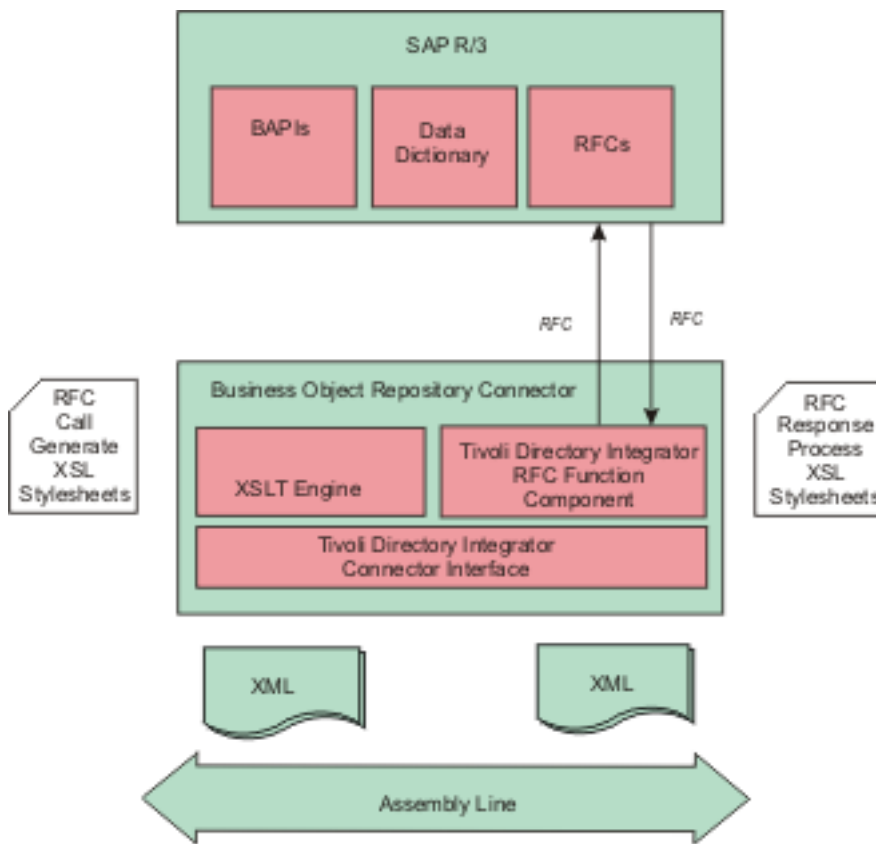 SAP R/3
BAPIs
Data
Dictionary
RFCs
RFC
RFC
RFC
Call
Generate
XSL
Stylesheets
Business Object Repository Connector
XSLT Engine
Tivoli Directory Integrator
RFC Function
Component
Tivoli Directory Integrator
Connector Interface
RFC
Response
Process
XSL
Stylesheets
XML
XML
Assembly Line